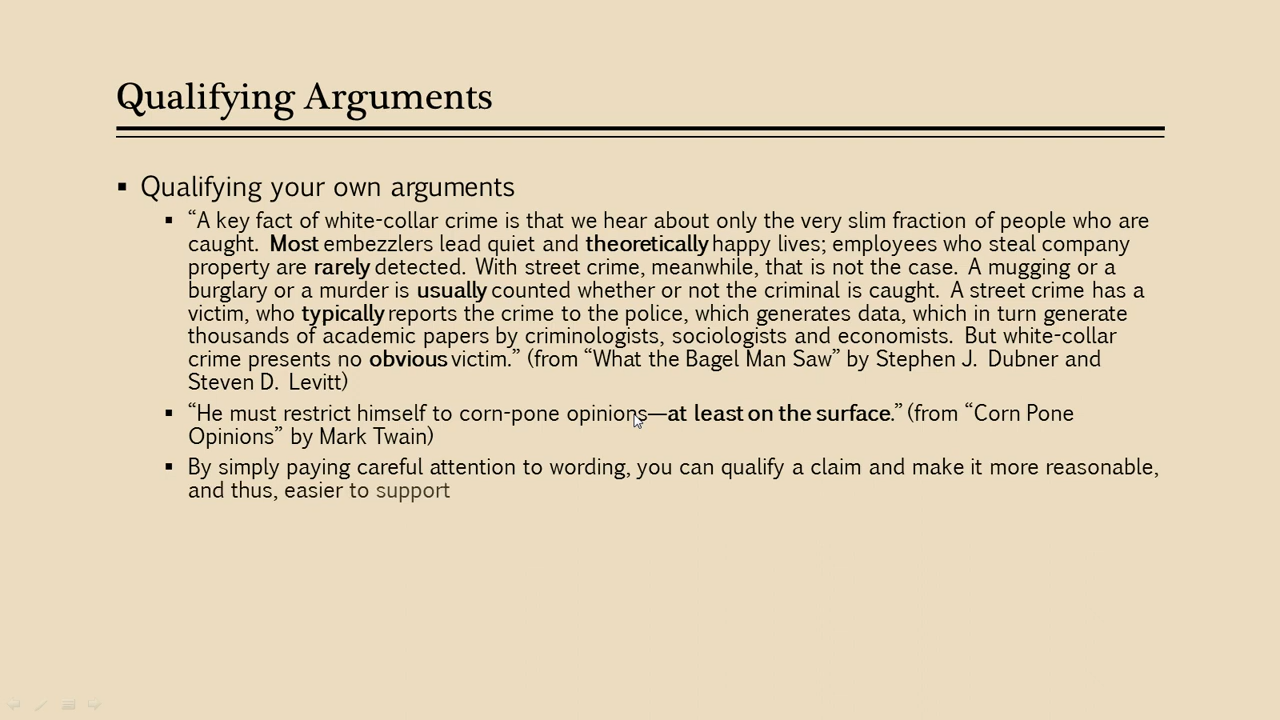 Qualifying Arguments
Qualifying your own arguments
“A key fact of white-collar crime is that we hear about only the very slim fraction of people who are
caught. Most embezzlers lead quiet and theoretically happy lives; employees who steal company
property are rarely detected. With street crime, meanwhile, that is not the case. A mugging or a
burglary or a murder is usually counted whether or not the criminal is caught. A street crime has a
victim, who typically reports the crime to the police, which generates data, which in turn generate
thousands of academic papers by criminologists, sociologists and economists. But white-collar
crime presents no obvious victim.” (from “What the Bagel Man Saw” by Stephen J. Dubner and
Steven D. Levitt)
“He must restrict himself to corn-pone opinions—at least on the surface.” (from “Corn Pone
Opinions” by Mark Twain)
By simply paying careful attention to wording, you can qualify a claim and make it more reasonable,
and thus, easier to support